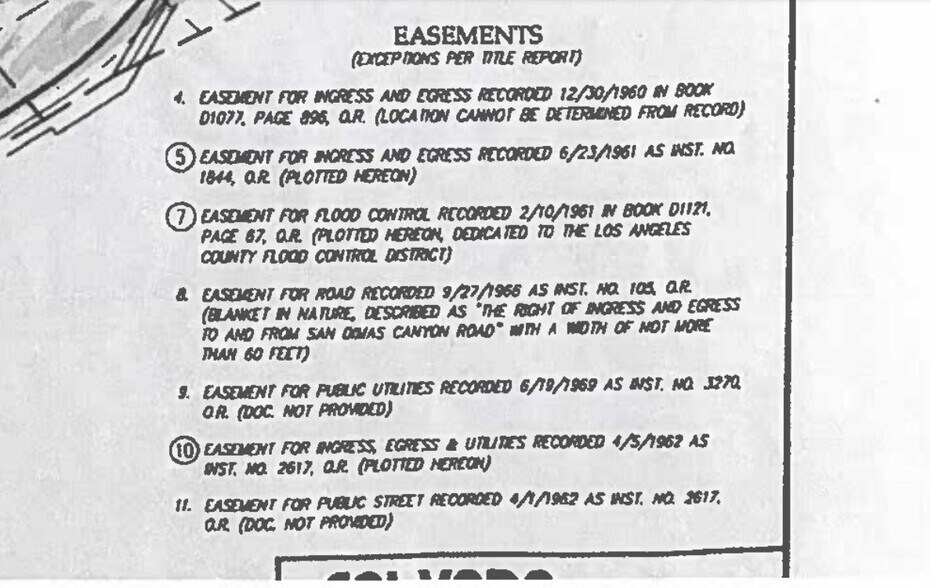 EASEMENTS
(EXCEPTIONS PER TITLE REPORT)
4. EASEMENT FOR INGRESS AND EGRESS RECORDED 12/30/1960 IN BOOK
D1077, PAGE 896, O.R. (LOCATION CANNOT BE DETERMINED FROM RECORD)
5 EASEMENT FOR INGRESS AND EGRESS RECORDED 6/23/1961 AS INST. NO.
1844, O.R. (PLOTTED HEREON)
7 EASEMENT FOR FLOOD CONTROL RECORDED 2/10/1961 IN BOOK D1121,
PAGE 67, O.R. (PLOTTED HEREON, DEDICATED TO THE LOS ANGELES
COUNTY FLOOD CONTROL DISTRICT)
8. EASEMENT FOR ROAD RECORDED 9/27/1966 AS INST. NO. 105, O.R.
(BLANKET IN NATURE, DESCRIBED AS "THE RIGHT OF INGRESS AND EGRESS
TO AND FROM SAN DIMAS CANYON ROAD" WITH A WIDTH OF NOT MORE
THAN 60 FEET)
9. EASEMENT FOR PUBLIC UTILITIES RECORDED 6/19/1969 AS INST. NO. 3270,
O.R. (DOC. NOT PROVIDED)
10 EASEMENT FOR INGRESS, EGRESS & UTILITIES RECORDED 4/5/1962 AS
INST. NO. 2617, O.R. (PLOTTED HEREON)
11. EASEMENT FOR PUBLIC STREET RECORDED 4/1/1982 AS INST. NO. 2617,
O.R. (DOC. NOT PROVIDED)